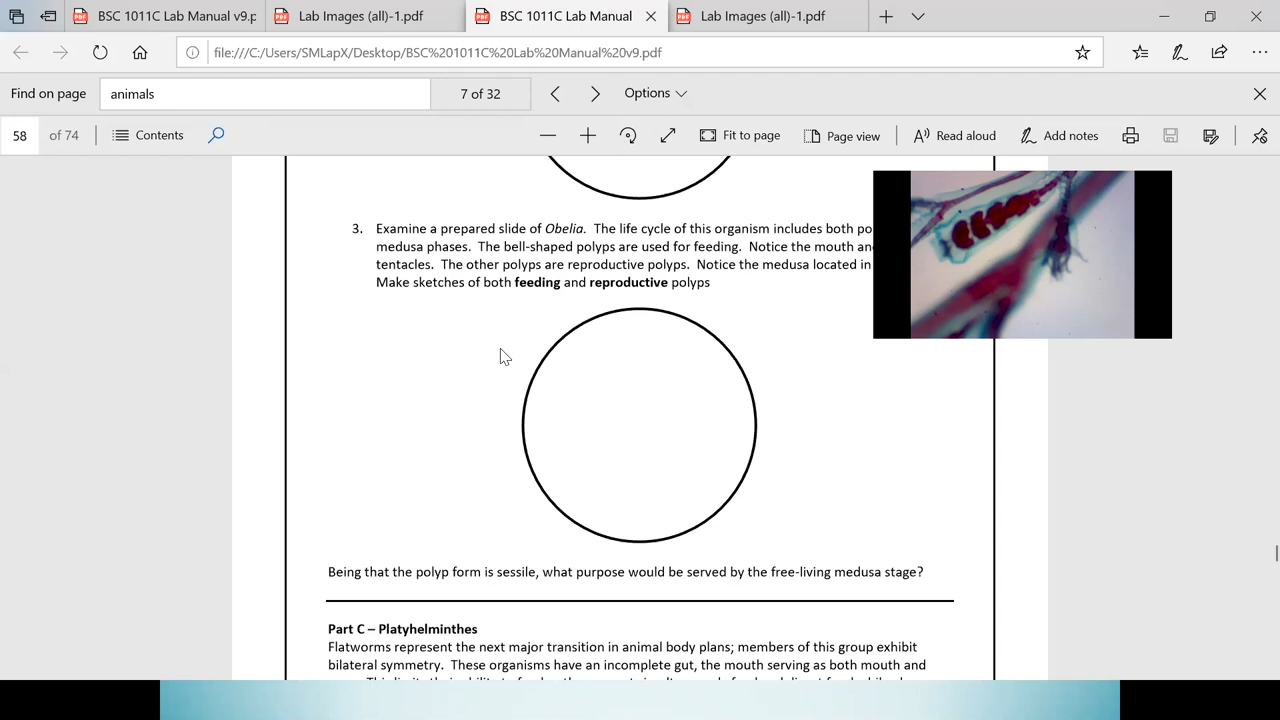 BSC 1011C Lab Manual v9.p
Lab Images (all)-1.pdf
BSC 1011C Lab Manual
Lab Images (all)-1.pdf
file:///C:/Users/SMLapX/Desktop/BSC%201011C%20Lab%20Manual%20v9.pdf
Find on page
animals
7 of 32
Options
58
of 74
Contents
Fit to page
Page view
Read aloud
Add notes
3. Examine a prepared slide of Obelia. The life cycle of this organism includes both po
medusa phases. The bell-shaped polyps are used for feeding. Notice the mouth an
tentacles. The other polyps are reproductive polyps. Notice the medusa located in
Make sketches of both feeding and reproductive polyps
Being that the polyp form is sessile, what purpose would be served by the free-living medusa stage?
Part C – Platyhelminthes
Flatworms represent the next major transition in animal body plans; members of this group exhibit
bilateral symmetry. These organisms have an incomplete gut, the mouth serving as both mouth and